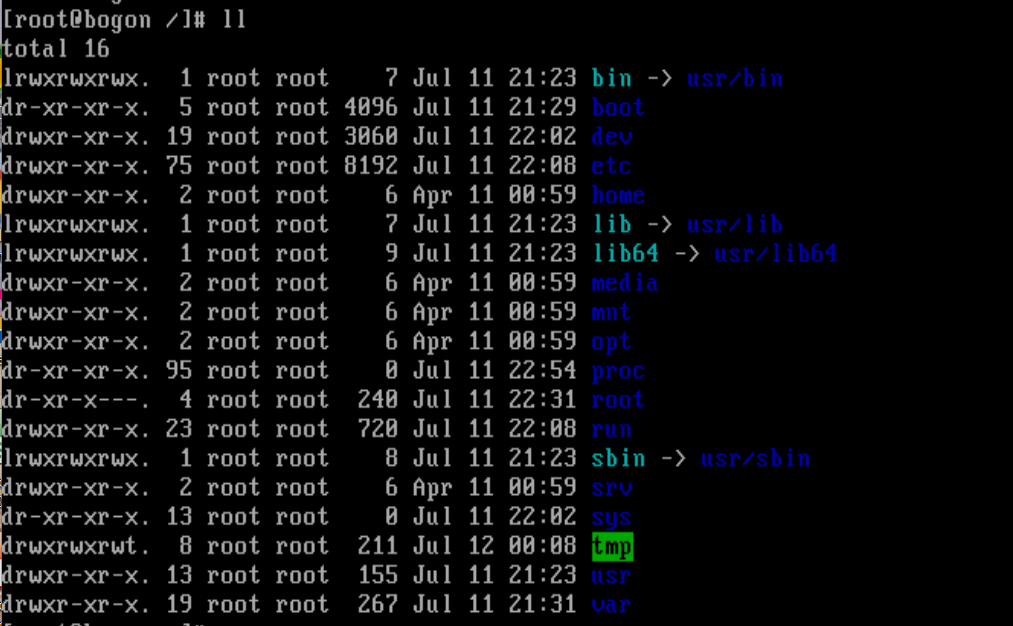 [root@bogon /]# ll
total 16
lrwxrwxrwx.  1 root root    7 Jul 11 21:23 bin -> usr/bin
dr-xr-xr-x.  5 root root 4096 Jul 11 21:29 boot
drwxr-xr-x. 19 root root 3060 Jul 11 22:02 dev
drwxr-xr-x. 75 root root 8192 Jul 11 22:08 etc
drwxr-xr-x.  2 root root    6 Apr 11 00:59 home
lrwxrwxrwx.  1 root root    7 Jul 11 21:23 lib -> usr/lib
lrwxrwxrwx.  1 root root    9 Jul 11 21:23 lib64 -> usr/lib64
drwxr-xr-x.  2 root root    6 Apr 11 00:59 media
drwxr-xr-x.  2 root root    6 Apr 11 00:59 mnt
drwxr-xr-x.  2 root root    6 Apr 11 00:59 opt
dr-xr-xr-x. 95 root root    0 Jul 11 22:54 proc
dr-xr-x---.  4 root root  240 Jul 11 22:31 root
drwxr-xr-x. 23 root root  720 Jul 11 22:08 run
lrwxrwxrwx.  1 root root    8 Jul 11 21:23 sbin -> usr/sbin
drwxr-xr-x.  2 root root    6 Apr 11 00:59 srv
dr-xr-xr-x. 13 root root    0 Jul 11 22:02 sys
drwxrwxrwt.  8 root root  211 Jul 12 00:08 tmp
drwxr-xr-x. 13 root root  155 Jul 11 21:23 usr
drwxr-xr-x. 19 root root  267 Jul 11 21:31 var